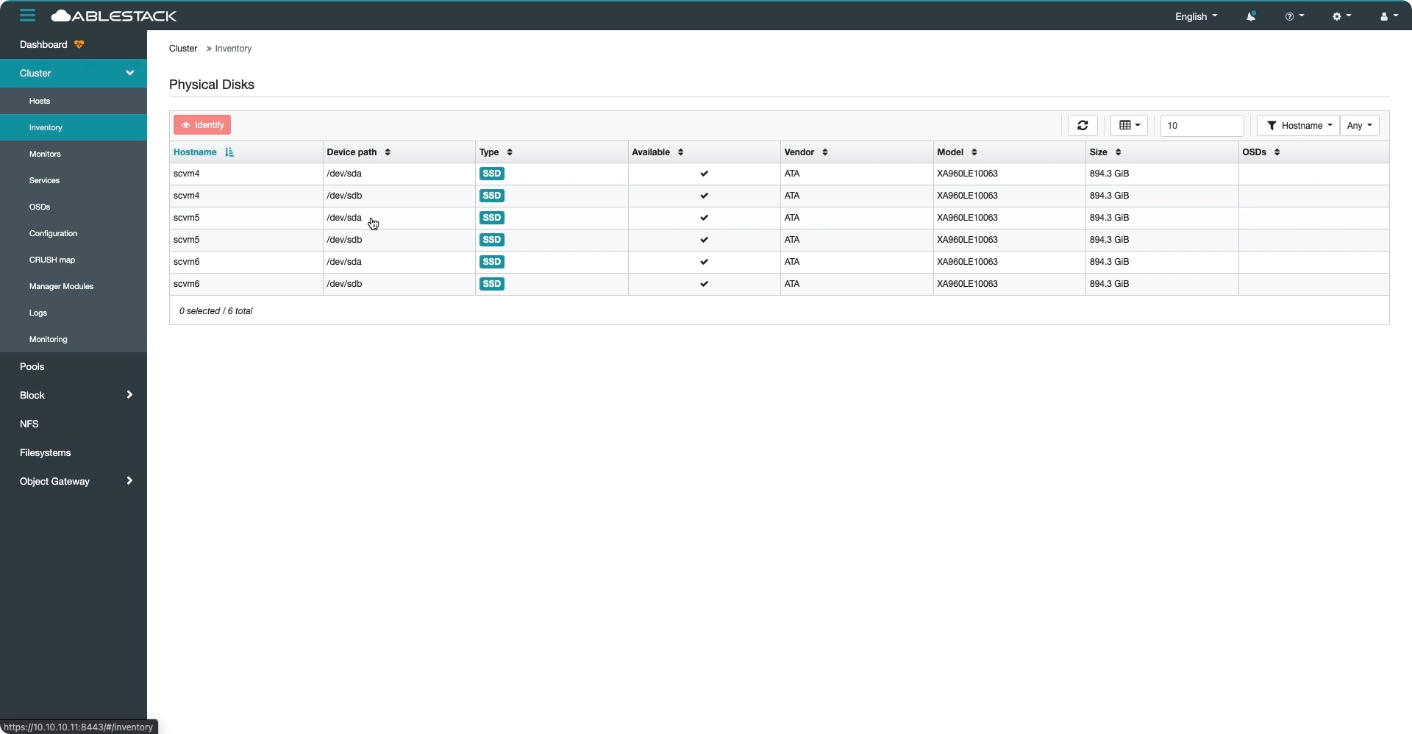 ABLESTACK English
Dashboard
Cluster
Hosts
Inventory
Monitors
Services
OSDs
Configuration
CRUSH map
Manager Modules
Logs
Monitoring
Pools
Block
NFS
Filesystems
Object Gateway
Cluster » Inventory
Physical Disks
Identify 10 Hostname Any
Hostname Device path Type Available Vendor Model Size OSDs
scvm4 /dev/sda SSD ATA XA960LE10063 894.3 GiB
scvm4 /dev/sdb SSD ATA XA960LE10063 894.3 GiB
scvm5 /dev/sda SSD ATA XA960LE10063 894.3 GiB
scvm5 /dev/sdb SSD ATA XA960LE10063 894.3 GiB
scvm6 /dev/sda SSD ATA XA960LE10063 894.3 GiB
scvm6 /dev/sdb SSD ATA XA960LE10063 894.3 GiB
0 selected / 6 total
https://10.10.10.11:8443/#/inventory